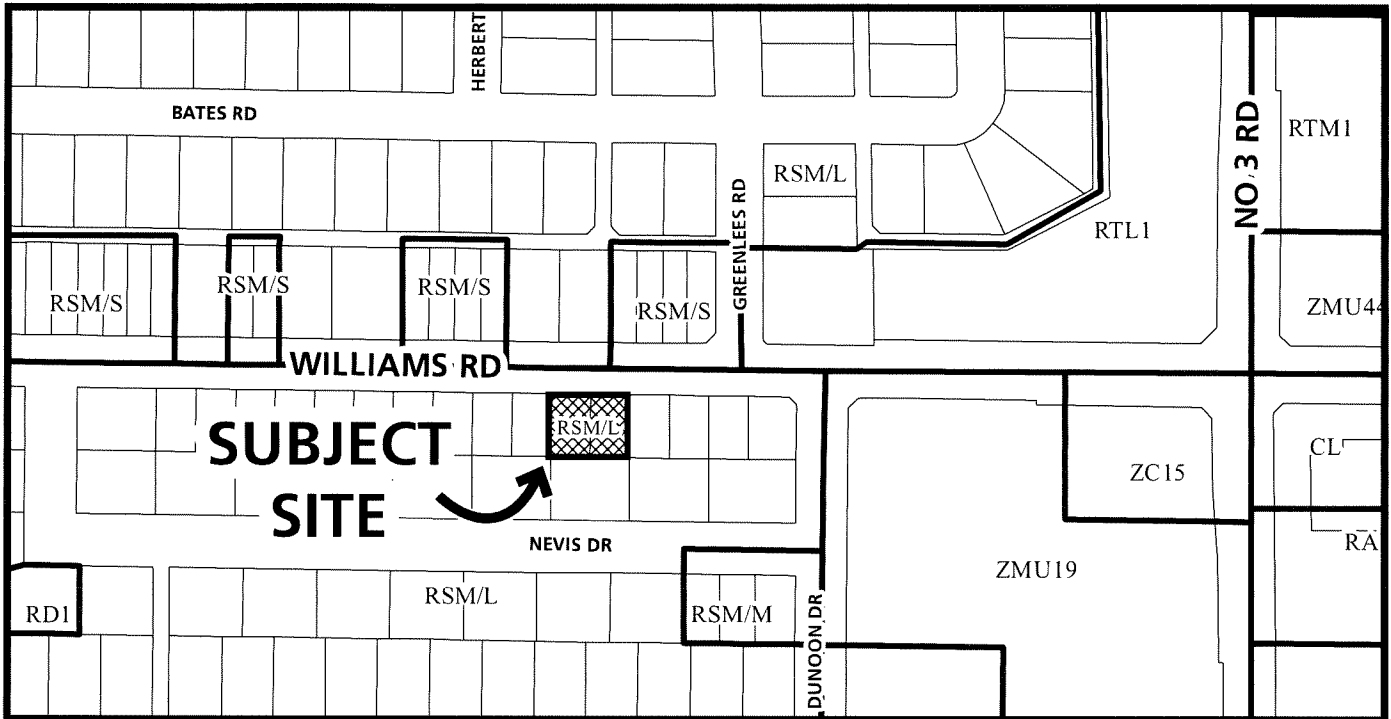 HERBERT
BATES RD
NO 3 RD
RTM1
RSM/L
GREENLEES RD
RTL1
RSM/S
RSM/S
RSM/S
RSM/S
ZMU44
WILLIAMS RD
SUBJECT
SITE
RSM/L
CL
ZC15
NEVIS DR
RA
ZMU19
RSM/L
RD1
RSM/M
DUNOON DR